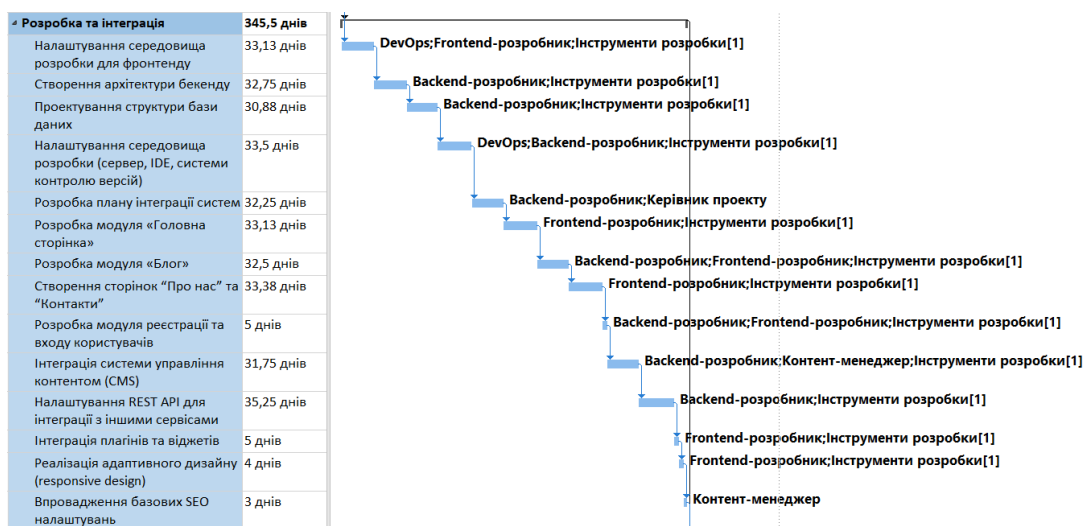 Розробка та інтеграція 345,5 днів
Налаштування середовища 33,13 днів DevOps;Frontend-розробник;Інструменти розробки[1]
розробки для фронтенду
Створення архітектури бекенду 32,75 днів Backend-розробник;Інструменти розробки[1]
Проектування структури бази 30,88 днів Backend-розробник;Інструменти розробки[1]
даних
Налаштування середовища 33,5 днів DevOps;Backend-розробник;Інструменти розробки[1]
розробки (сервер, IDE, системи
контролю версій)
Розробка плану інтеграції систем 32,25 днів Backend-розробник;Керівник проекту
Розробка модуля «Головна 33,13 днів Frontend-розробник;Інструменти розробки[1]
сторінка»
Розробка модуля «Блог» 32,5 днів Backend-розробник;Frontend-розробник;Інструменти розробки[1]
Створення сторінок “Про нас” та 33,38 днів Frontend-розробник;Інструменти розробки[1]
“Контакти”
Розробка модуля реєстрації та 5 днів Backend-розробник;Frontend-розробник;Інструменти розробки[1]
входу користувачів
Інтеграція системи управління 31,75 днів Backend-розробник;Контент-менеджер;Інструменти розробки[1]
контентом (CMS)
Налаштування REST API для 35,25 днів Backend-розробник;Інструменти розробки[1]
інтеграції з іншими сервісами
Інтеграція плагінів та віджетів 5 днів Frontend-розробник;Інструменти розробки[1]
Реалізація адаптивного дизайну 4 днів Frontend-розробник;Інструменти розробки[1]
(responsive design)
Впровадження базових SEO 3 днів Контент-менеджер
налаштувань